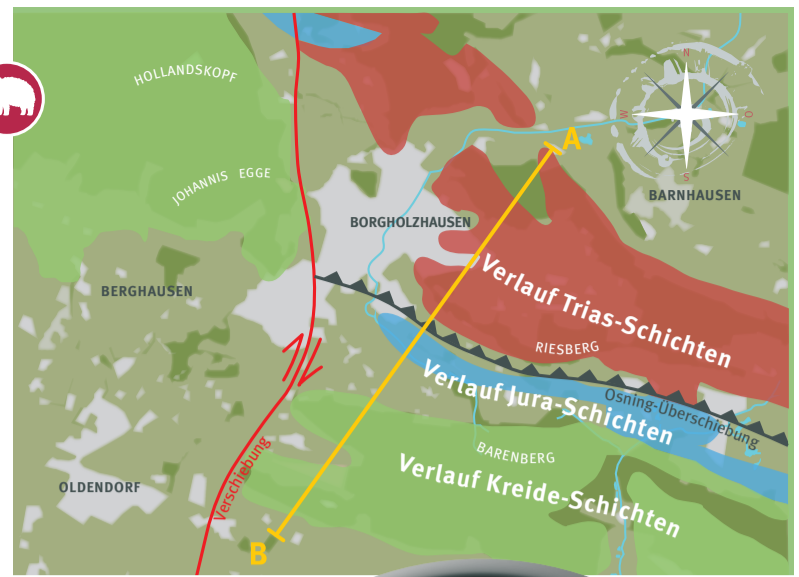 HOLLANDSKOPF
N
W
O
S
A
JOHANNIS EGGE
BARNHAUSEN
BORGHOLZHAUSEN
BERGHAUSEN
Verlauf Trias-Schichten
RIESBERG
Verlauf Jura-Schichten
Osning-Überschiebung
BARENBERG
Verlauf Kreide-Schichten
Verschiebung
OLDENDORF
B